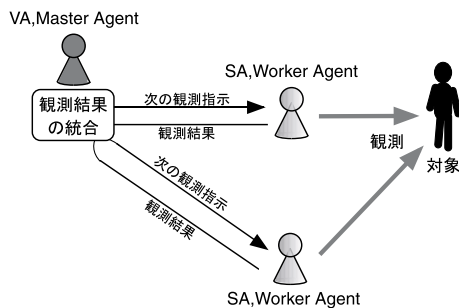 VA,Master Agent
観測結果
の統合
次の観測指示
観測結果
SA,Worker Agent
観測
対象
次の観測指示
観測結果
SA,Worker Agent